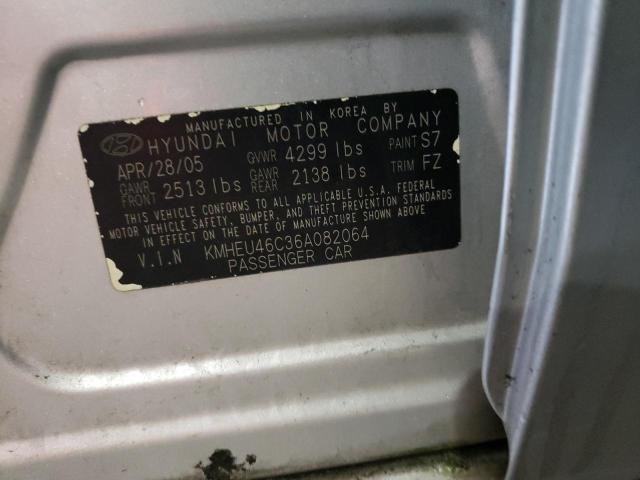 MANUFACTURED IN KOREA BY
HYUNDAI MOTOR COMPANY
APR/28/05 GVWR 4299 lbs PAINT S7
GAWR FRONT 2513 lbs GAWR REAR 2138 lbs TRIM FZ
THIS VEHICLE CONFORMS TO ALL APPLICABLE U.S.A. FEDERAL
MOTOR VEHICLE SAFETY, BUMPER, AND THEFT PREVENTION STANDARDS
IN EFFECT ON THE DATE OF MANUFACTURE SHOWN ABOVE
V.I.N KMHEU46C36A082064
PASSENGER CAR